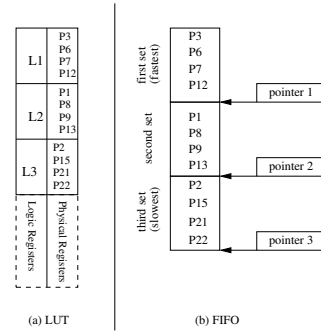 L1
P3
P6
P7
P12
L2
P1
P8
P9
P13
L3
P2
P15
P21
P22
Logic Registers
Physical Registers
(a) LUT
first set
(fastest)
P3
P6
P7
P12
pointer 1
second set
P1
P8
P9
P13
pointer 2
third set
(slowest)
P2
P15
P21
P22
pointer 3
(b) FIFO